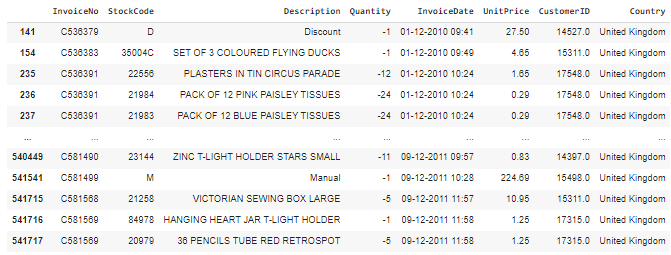 InvoiceNo StockCode Description Quantity InvoiceDate UnitPrice CustomerID Country
141 C536379 D Discount -1 01-12-2010 09:41 27.50 14527.0 United Kingdom
154 C536383 35004C SET OF 3 COLOURED FLYING DUCKS -1 01-12-2010 09:49 4.65 15311.0 United Kingdom
235 C536391 22556 PLASTERS IN TIN CIRCUS PARADE -12 01-12-2010 10:24 1.65 17548.0 United Kingdom
236 C536391 21984 PACK OF 12 PINK PAISLEY TISSUES -24 01-12-2010 10:24 0.29 17548.0 United Kingdom
237 C536391 21983 PACK OF 12 BLUE PAISLEY TISSUES -24 01-12-2010 10:24 0.29 17548.0 United Kingdom
... ... ... ... ... ... ... ... ...
540449 C581490 23144 ZINC T-LIGHT HOLDER STARS SMALL -11 09-12-2011 09:57 0.83 14397.0 United Kingdom
541541 C581499 M Manual -1 09-12-2011 10:28 224.69 15498.0 United Kingdom
541715 C581568 21258 VICTORIAN SEWING BOX LARGE -5 09-12-2011 11:57 10.95 15311.0 United Kingdom
541716 C581569 84978 HANGING HEART JAR T-LIGHT HOLDER -1 09-12-2011 11:58 1.25 17315.0 United Kingdom
541717 C581569 20979 36 PENCILS TUBE RED RETROSPOT -5 09-12-2011 11:58 1.25 17315.0 United Kingdom